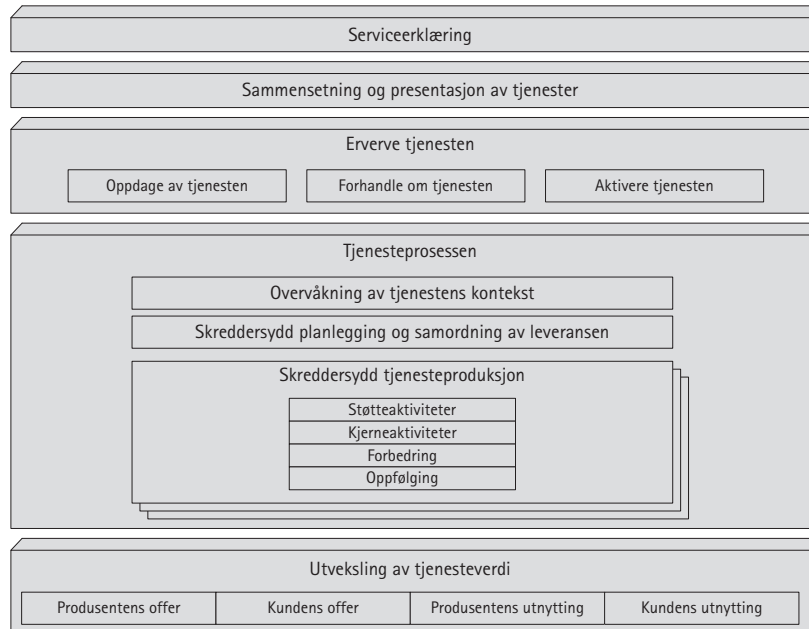 Serviceerklæring
Sammensetning og presentasjon av tjenester
Erverve tjenesten
Oppdage av tjenesten
Forhandle om tjenesten
Aktivere tjenesten
Tjenesteprosessen
Overvåkning av tjenestens kontekst
Skreddersydd planlegging og samordning av leveransen
Skreddersydd tjenesteproduksjon
Støtteaktiviteter
Kjerneaktiviteter
Forbedring
Oppfølging
Utveksling av tjenesteverdi
Produsentens offer
Kundens offer
Produsentens utnytting
Kundens utnytting